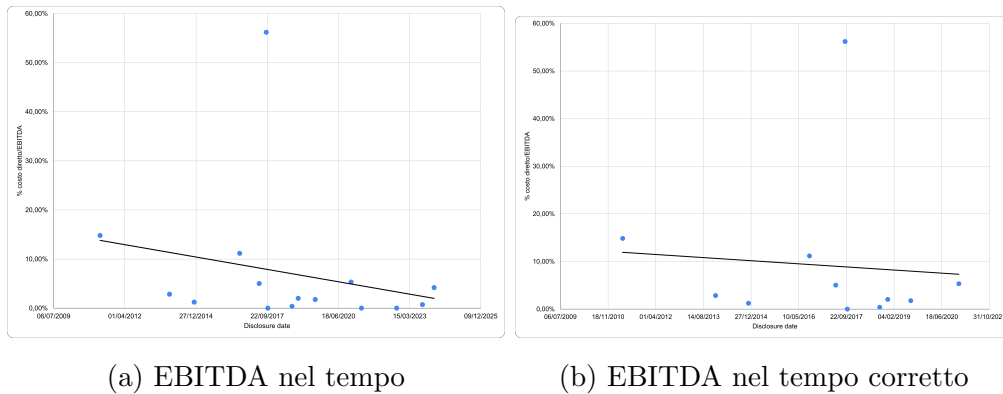 60,00%
50,00%
40,00%
30,00%
20,00%
10,00%
0,00%
% costo diretto/EBITDA
06/07/2009 01/04/2012 27/12/2014 22/09/2017 18/06/2020 15/03/2023 09/12/2025
Disclosure date
60,00%
50,00%
40,00%
30,00%
20,00%
10,00%
0,00%
% costo diretto/EBITDA
06/07/2009 18/11/2010 01/04/2012 14/08/2013 27/12/2014 10/05/2016 22/09/2017 04/02/2019 18/06/2020 31/10/202
Disclosure date
(a) EBITDA nel tempo
(b) EBITDA nel tempo corretto